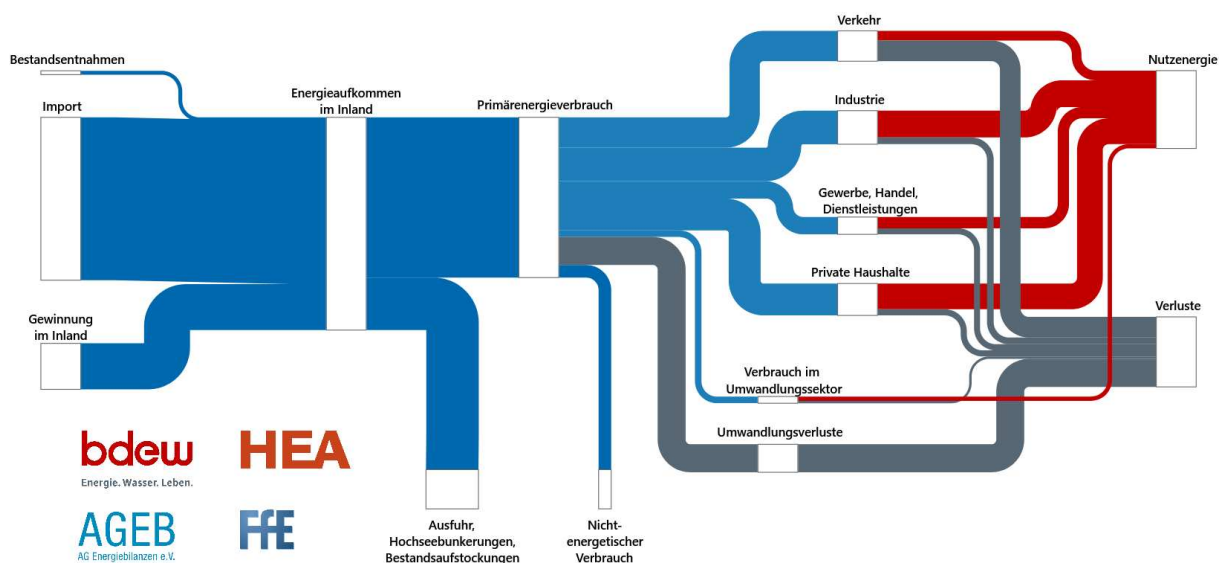 Bestandsentnahmen
Import
Gewinnung
im Inland
Energieaufkommen
im Inland
Primärenergieverbrauch
Verkehr
Industrie
Gewerbe, Handel,
Dienstleistungen
Private Haushalte
Verbrauch im
Umwandlungssektor
Umwandlungsverluste
Nutzenergie
Verluste
Ausfuhr,
Hochseebunkerungen,
Bestandsaufstockungen
Nicht-
energetischer
Verbrauch
bdew
Energie. Wasser. Leben.
HEA
AGEB
AG Energiebilanzen e.V.
FfE